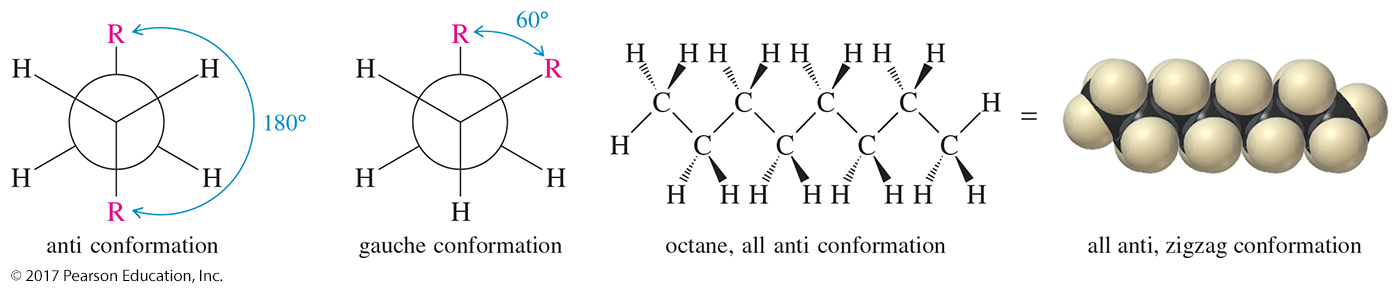 R
H H
180°
H H
R
anti conformation
60°
R
H R
H H
H
gauche conformation
H H H H H H H H
C C C C H
H C C C C
H H H H H H H H
octane, all anti conformation
=
all anti, zigzag conformation
© 2017 Pearson Education, Inc.